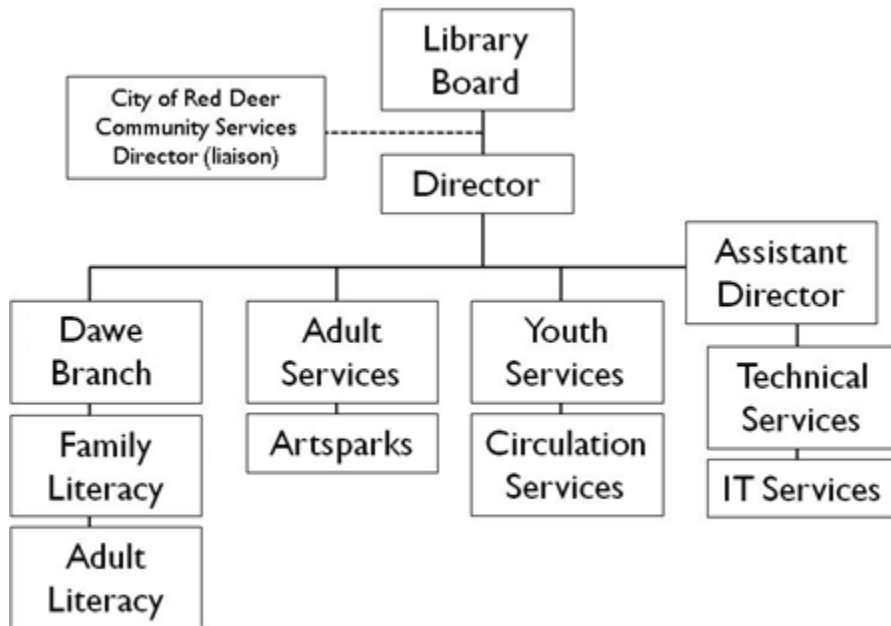 Library
Board
City of Red Deer
Community Services
Director (liaison)
Director
Assistant
Director
Dawe
Branch
Adult
Services
Youth
Services
Technical
Services
Family
Literacy
Artsparks
Circulation
Services
IT Services
Adult
Literacy